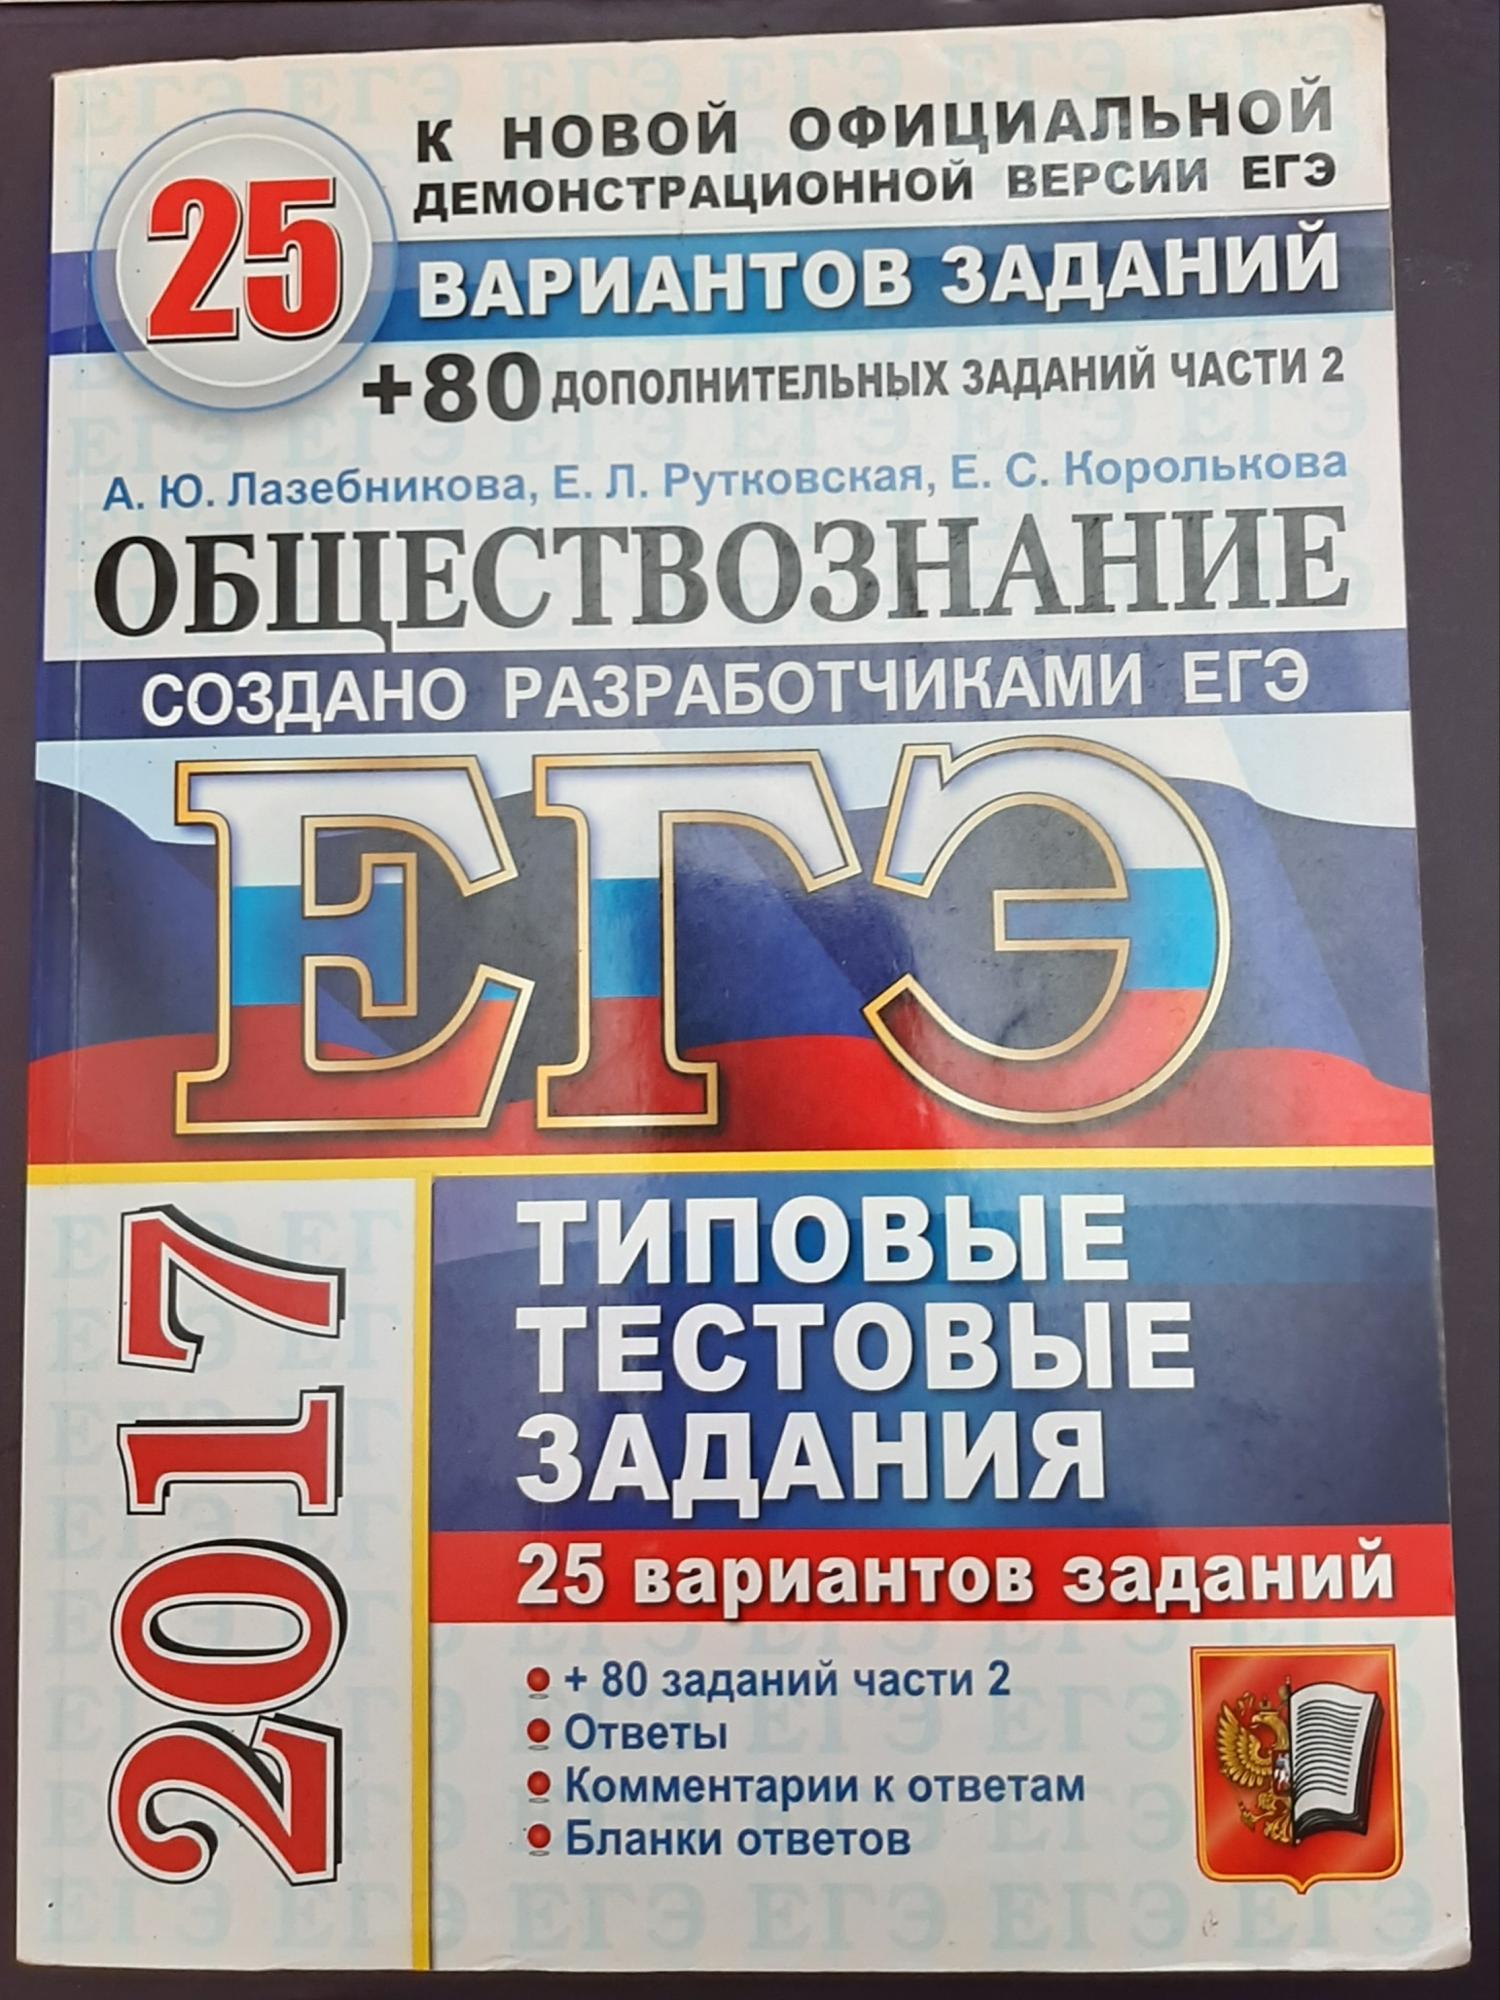 25
К НОВОЙ ОФИЦИАЛЬНОЙ
ДЕМОНСТРАЦИОННОЙ ВЕРСИИ ЕГЭ
ВАРИАНТОВ ЗАДАНИЙ
+80 ДОПОЛНИТЕЛЬНЫХ ЗАДАНИЙ ЧАСТИ 2
А. Ю. Лазебникова, Е. Л. Рутковская, Е. С. Королькова
ОБЩЕСТВОЗНАНИЕ
СОЗДАНО РАЗРАБОТЧИКАМИ ЕГЭ
ЕГЭ
2017
ТИПОВЫЕ
ТЕСТОВЫЕ
ЗАДАНИЯ
25 вариантов заданий
+ 80 заданий части 2
Ответы
Комментарии к ответам
Бланки ответов